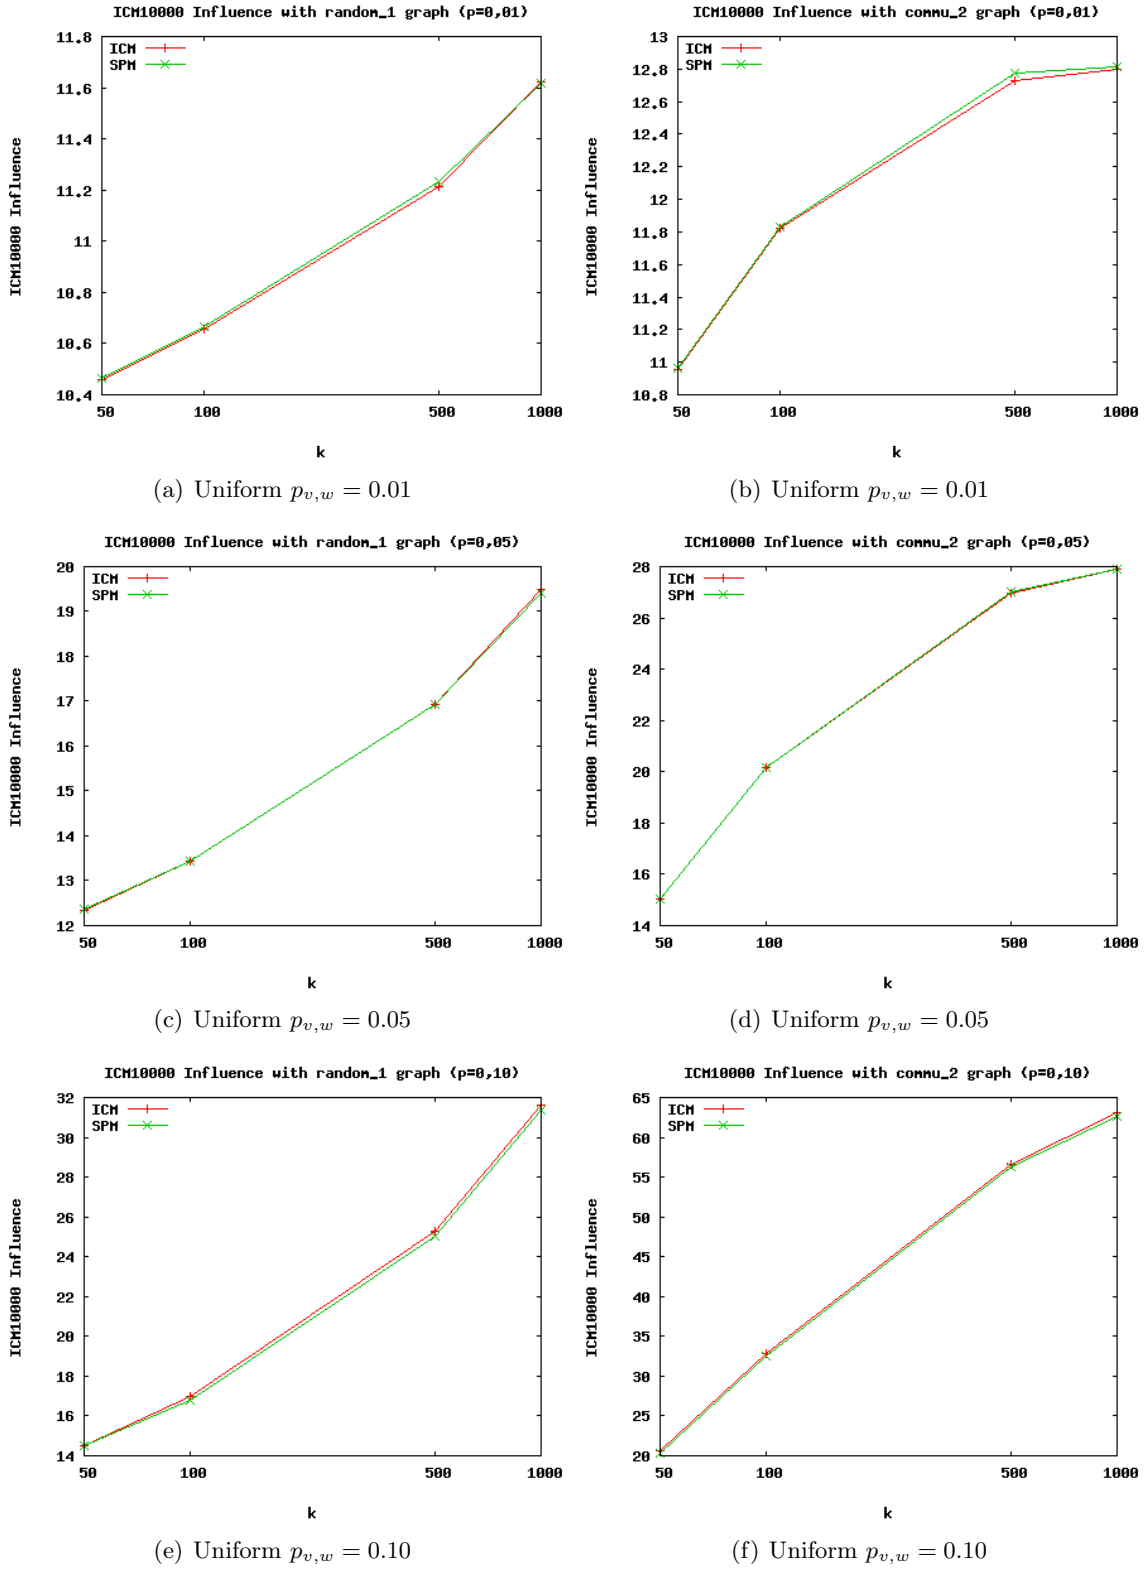 ICM10000 Influence with random_1 graph (p=0,01)
11.8
11.6
11.4
11.2
11
10.8
10.6
10.4
ICM
SPM
50
100
500
1000
ICM10000 Influence
k
(a) Uniform p_{v,w} = 0.01
ICM10000 Influence with commu_2 graph (p=0,01)
13
12.8
12.6
12.4
12.2
12
11.8
11.6
11.4
11.2
11
10.8
ICM
SPM
50
100
500
1000
ICM10000 Influence
k
(b) Uniform p_{v,w} = 0.01
ICM10000 Influence with random_1 graph (p=0,05)
20
19
18
17
16
15
14
13
12
ICM
SPM
50
100
500
1000
ICM10000 Influence
k
(c) Uniform p_{v,w} = 0.05
ICM10000 Influence with commu_2 graph (p=0,05)
28
26
24
22
20
18
16
14
ICM
SPM
50
100
500
1000
ICM10000 Influence
k
(d) Uniform p_{v,w} = 0.05
ICM10000 Influence with random_1 graph (p=0,10)
32
30
28
26
24
22
20
18
16
14
ICM
SPM
50
100
500
1000
ICM10000 Influence
k
(e) Uniform p_{v,w} = 0.10
ICM10000 Influence with commu_2 graph (p=0,10)
65
60
55
50
45
40
35
30
25
20
ICM
SPM
50
100
500
1000
ICM10000 Influence
k
(f) Uniform p_{v,w} = 0.10